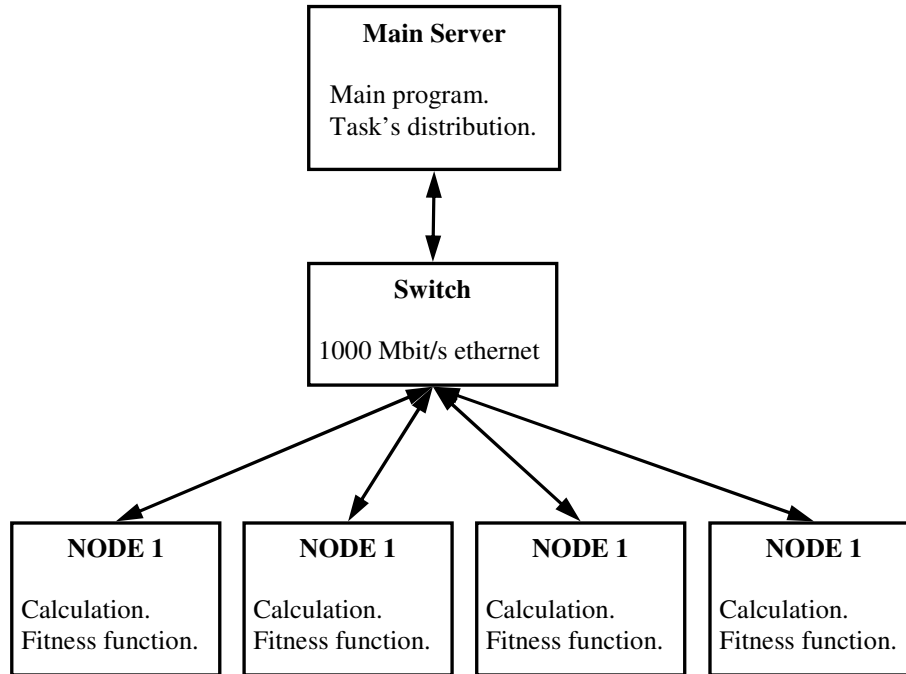 Main Server
Main program.
Task's distribution.
Switch
1000 Mbit/s ethernet
NODE 1
Calculation.
Fitness function.
NODE 1
Calculation.
Fitness function.
NODE 1
Calculation.
Fitness function.
NODE 1
Calculation.
Fitness function.